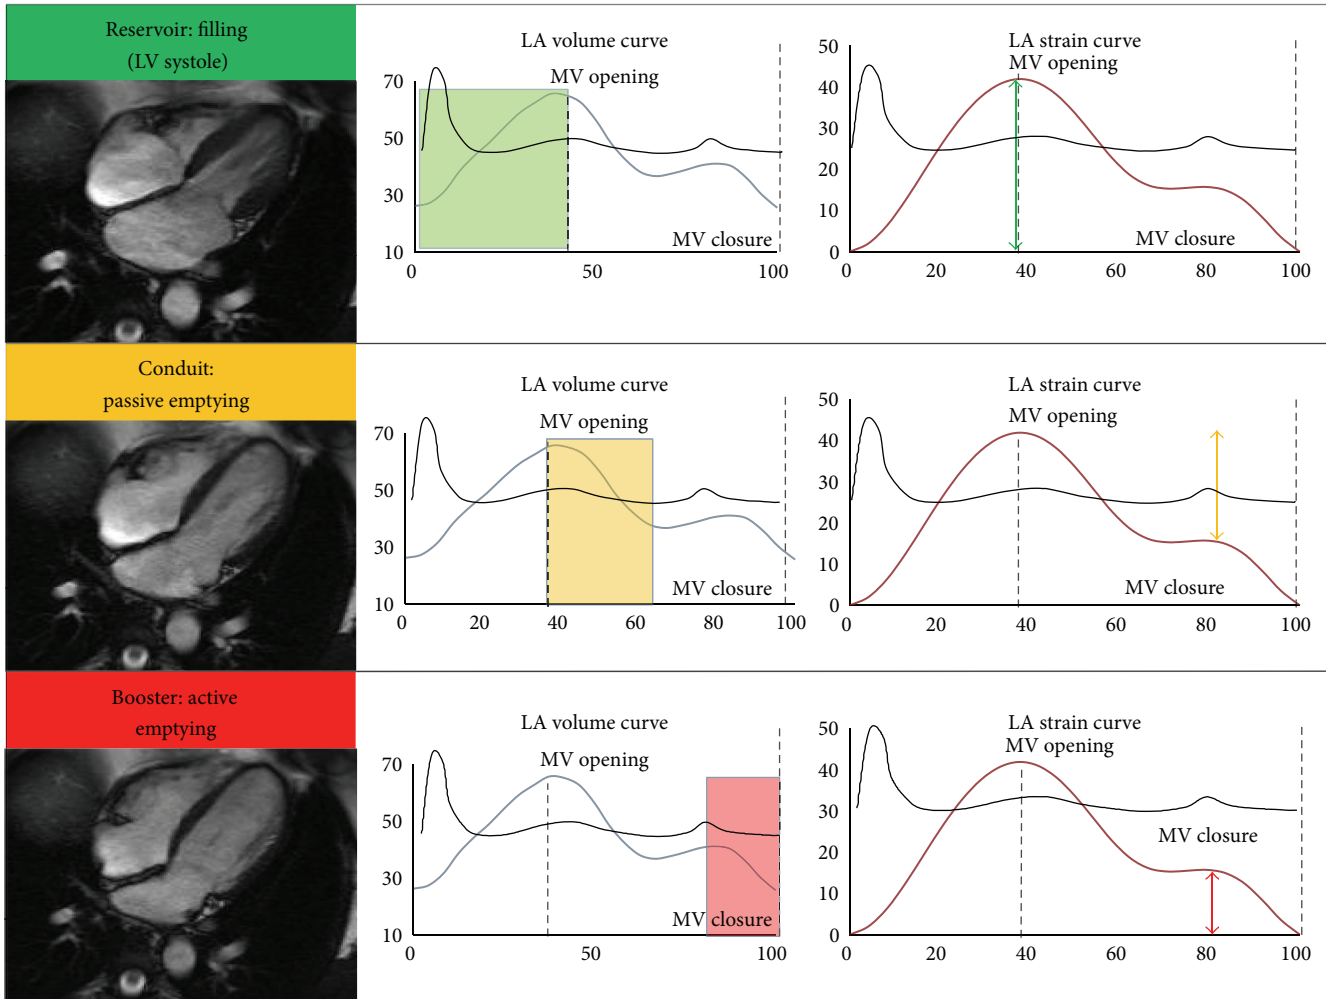 Reservoir: filling
(LV systole)
LA volume curve
MV opening
70
50
30
10
MV closure
0
50
100
LA strain curve
MV opening
50
40
30
20
10
0
MV closure
0
20
40
60
80
100
Conduit:
passive emptying
LA volume curve
MV opening
70
50
30
10
MV closure
0
20
40
60
80
100
LA strain curve
MV opening
50
40
30
20
10
0
MV closure
0
20
40
60
80
100
Booster: active
emptying
LA volume curve
MV opening
70
50
30
10
MV closure
50
100
LA strain curve
MV opening
50
40
30
20
10
0
MV closure
0
20
40
60
80
100